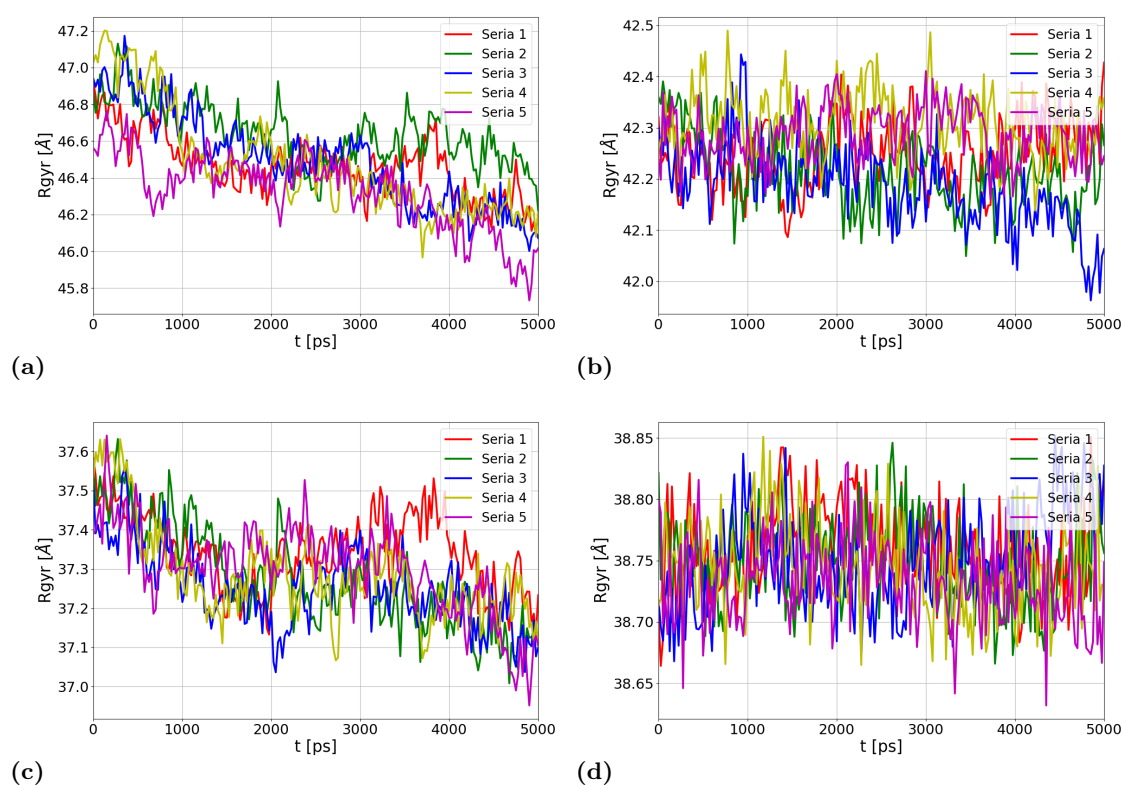 47.2
47.0
46.8
46.6
46.4
46.2
46.0
45.8
Rgyr [Å]
0 1000 2000 3000 4000 5000
t [ps]
Seria 1
Seria 2
Seria 3
Seria 4
Seria 5
(a)
42.5
42.4
42.3
42.2
42.1
42.0
Rgyr [Å]
0 1000 2000 3000 4000 5000
t [ps]
Seria 1
Seria 2
Seria 3
Seria 4
Seria 5
(b)
37.6
37.5
37.4
37.3
37.2
37.1
37.0
Rgyr [Å]
0 1000 2000 3000 4000 5000
t [ps]
Seria 1
Seria 2
Seria 3
Seria 4
Seria 5
(c)
38.85
38.80
38.75
38.70
38.65
Rgyr [Å]
0 1000 2000 3000 4000 5000
t [ps]
Seria 1
Seria 2
Seria 3
Seria 4
Seria 5
(d)